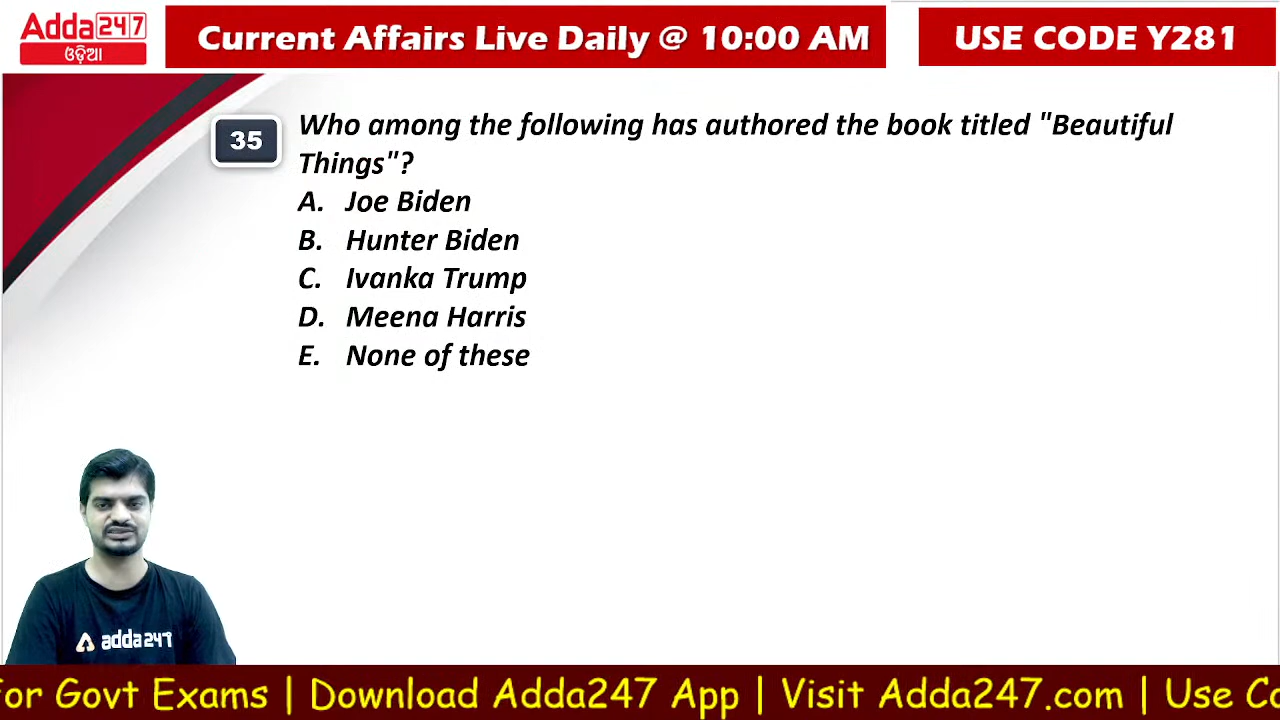 Adda247
ଓଡ଼ିଆ
Current Affairs Live Daily @ 10:00 AM
USE CODE Y281
35
Who among the following has authored the book titled "Beautiful
Things"?
A. Joe Biden
B. Hunter Biden
C. Ivanka Trump
D. Meena Harris
E. None of these
adda247
for Govt Exams | Download Adda247 App | Visit Adda247.com | Use Co